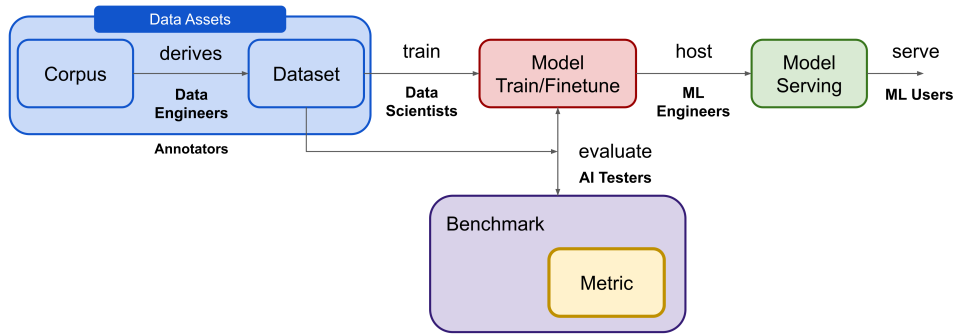 Data Assets
Corpus
derives
Data
Engineers
Dataset
Annotators
train
Data
Scientists
Model
Train/Finetune
host
ML
Engineers
Model
Serving
serve
ML Users
evaluate
AI Testers
Benchmark
Metric